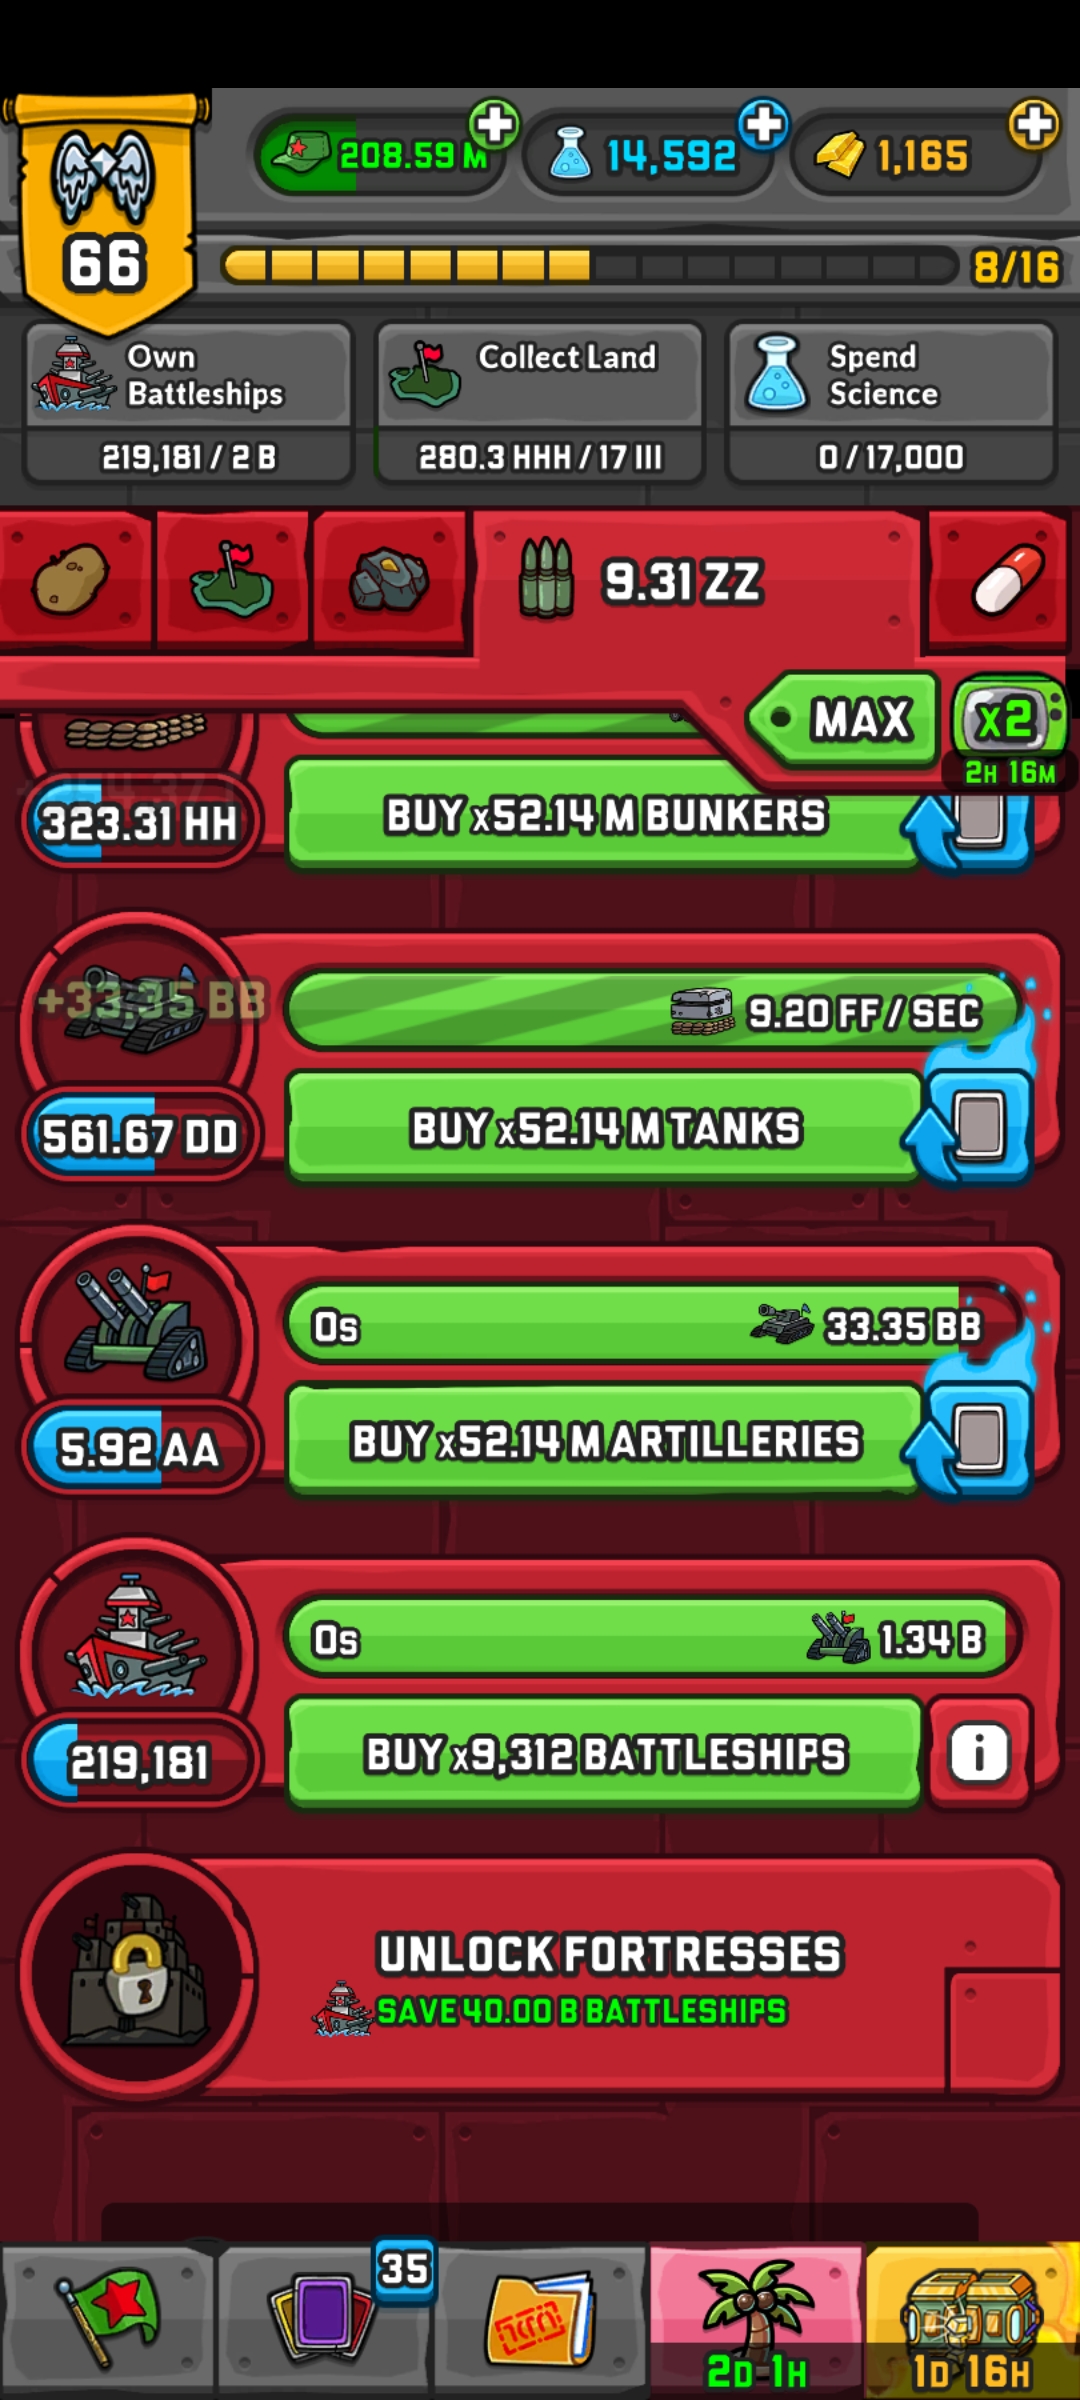 208.59 M
14,592
1,165
66
8/16
Own
Battleships
219,181 / 2 B
Collect Land
280.3 HHH / 17 III
Spend
Science
0 / 17,000
9.31 ZZ
MAX
x2
2H 16M
323.31 HH
BUY x52.14 M BUNKERS
+33.35 BB
9.20 FF / SEC
561.67 DD
BUY x52.14 M TANKS
0s
33.35 BB
5.92 AA
BUY x52.14 M ARTILLERIES
0s
1.34 B
219,181
BUY x9,312 BATTLESHIPS
i
UNLOCK FORTRESSES
SAVE 40.00 B BATTLESHIPS
35
2D 1H
1D 16H